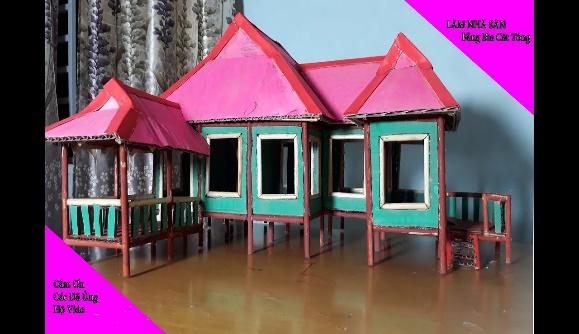 LÀM NHÀ SÀN
Bằng Bìa Các Tông
Cảm Ơn
Các Đã Ủng
Hộ Video